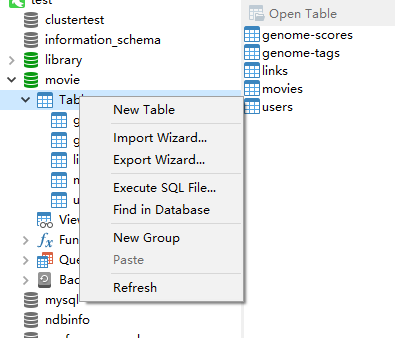 test
clustertest
information_schema
library
movie
Tabl
g
g
li
m
u
View
Fun
Que
Bac
mysql
ndbinfo
New Table
Import Wizard...
Export Wizard...
Execute SQL File...
Find in Database
New Group
Paste
Refresh
Open Table
genome-scores
genome-tags
links
movies
users